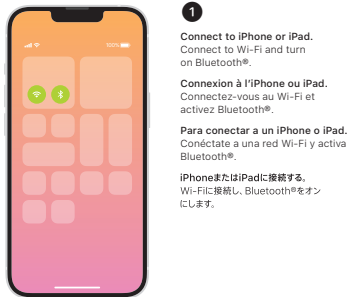 1
Connect to iPhone or iPad.
Connect to Wi-Fi and turn
on Bluetooth®.
Connexion à l'iPhone ou iPad.
Connectez-vous au Wi-Fi et
activez Bluetooth®.
Para conectar a un iPhone o iPad.
Conéctate a una red Wi-Fi y activa
Bluetooth®.
iPhoneまたはiPadに接続する。
Wi-Fiに接続し、Bluetooth®をオン
にします。
100%